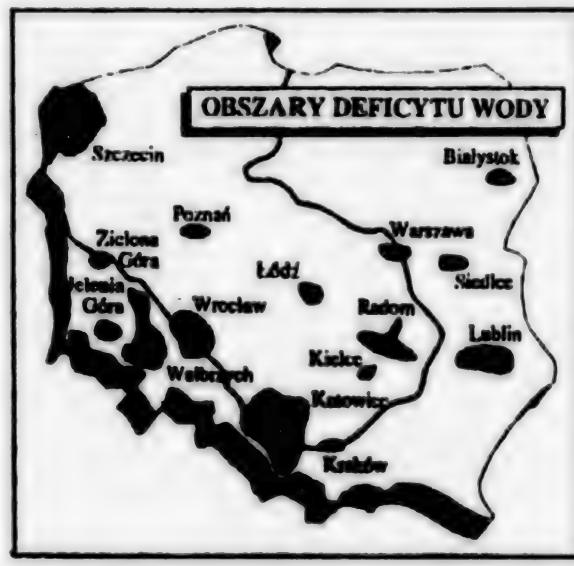 OBSZARY DEFICYTU WODY
Szczecin
Białystok
Poznań
Warszawa
Zielona
Góra
Łódź
Siedlce
Jelenia
Góra
Wrocław
Radom
Lublin
Kielce
Wałbrzych
Katowice
Kraków